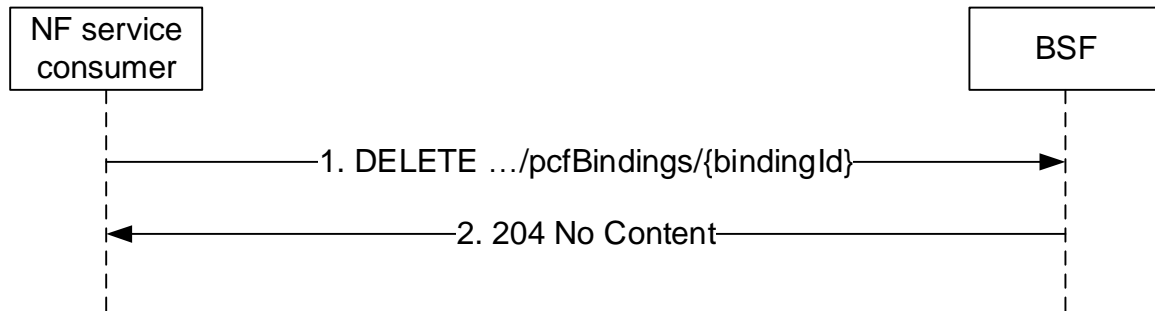 NF service
consumer
BSF
1. DELETE …/pcfBindings/{bindingId}
2. 204 No Content